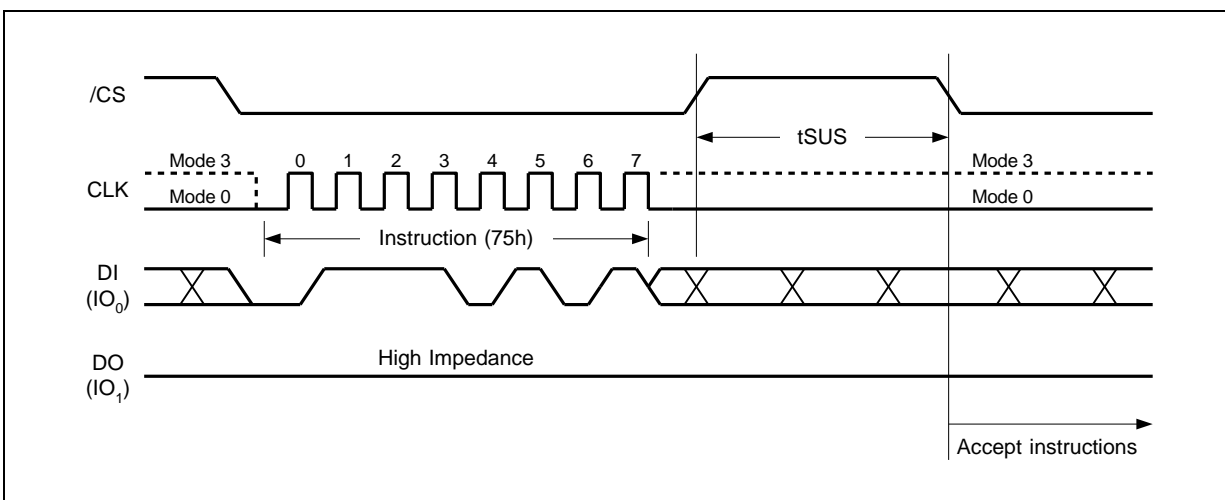 /CS
tSUS
Mode 3 0 1 2 3 4 5 6 7 Mode 3
CLK
Mode 0 Mode 0
Instruction (75h)
DI
(IO₀)
High Impedance
DO
(IO₁)
Accept instructions